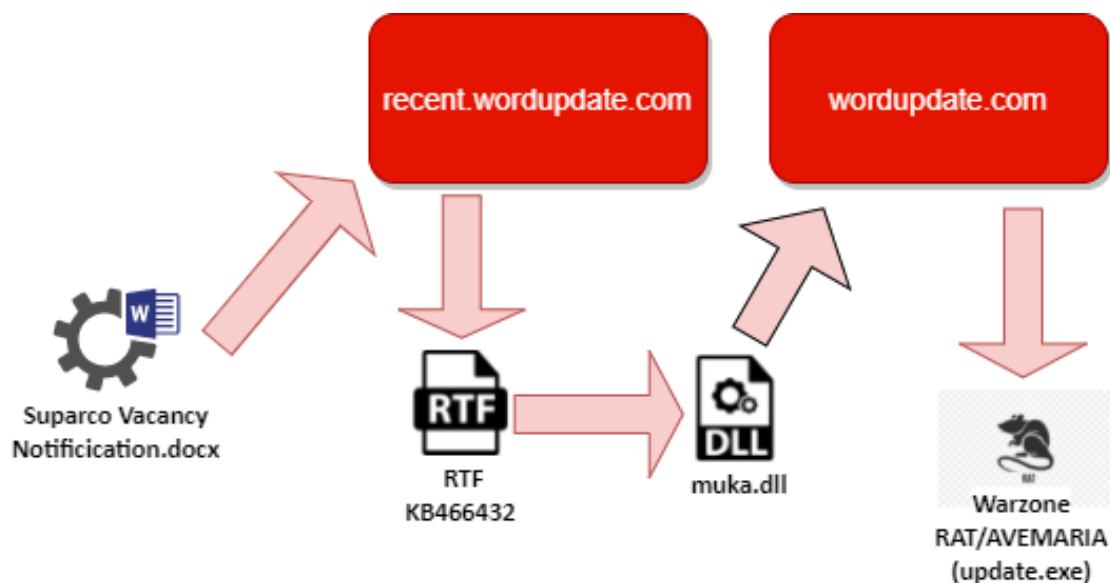 recent.wordupdate.com
wordupdate.com
W
Suparco Vacancy
Notificication.docx
RTF
RTF
KB466432
DLL
muka.dll
RAT
Warzone
RAT/AVEMARIA
(update.exe)